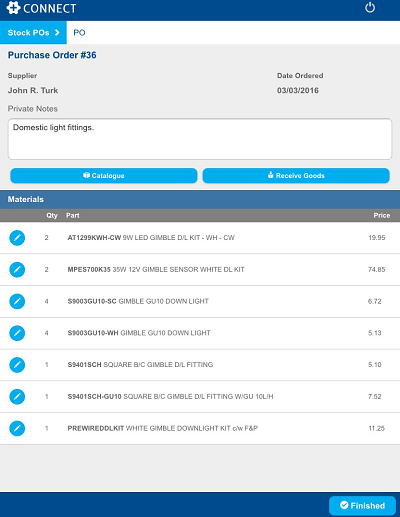 CONNECT
Stock POs PO
Purchase Order #36
Supplier Date Ordered
John R. Turk 03/03/2016
Private Notes
Domestic light fittings.
Catalogue Receive Goods
Materials
Qty Part Price
2 AT1299KWH-CW 9W LED GIMBLE D/L KIT - WH - CW 19.95
2 MPES700K35 35W 12V GIMBLE SENSOR WHITE DL KIT 74.85
4 S9003GU10-SC GIMBLE GU10 DOWN LIGHT 6.72
4 S9003GU10-WH GIMBLE GU10 DOWN LIGHT 5.13
1 S9401SCH SQUARE B/C GIMBLE D/L FITTING 5.10
1 S9401SCH-GU10 SQUARE B/C GIMBLE D/L FITTING W/GU 10L/H 7.52
1 PREWIREDDLKIT WHITE GIMBLE DOWNLIGHT KIT c/w F&P 11.25
Finished